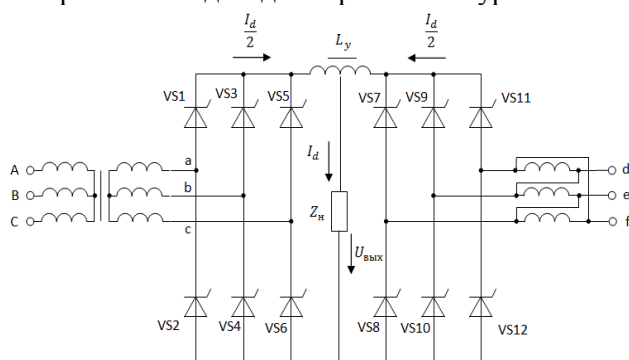 I_d/2
L_y
I_d/2
VS1
VS3
VS5
VS7
VS9
VS11
A
a
d
I_d
B
b
e
Z_н
C
c
f
U_вых
VS2
VS4
VS6
VS8
VS10
VS12